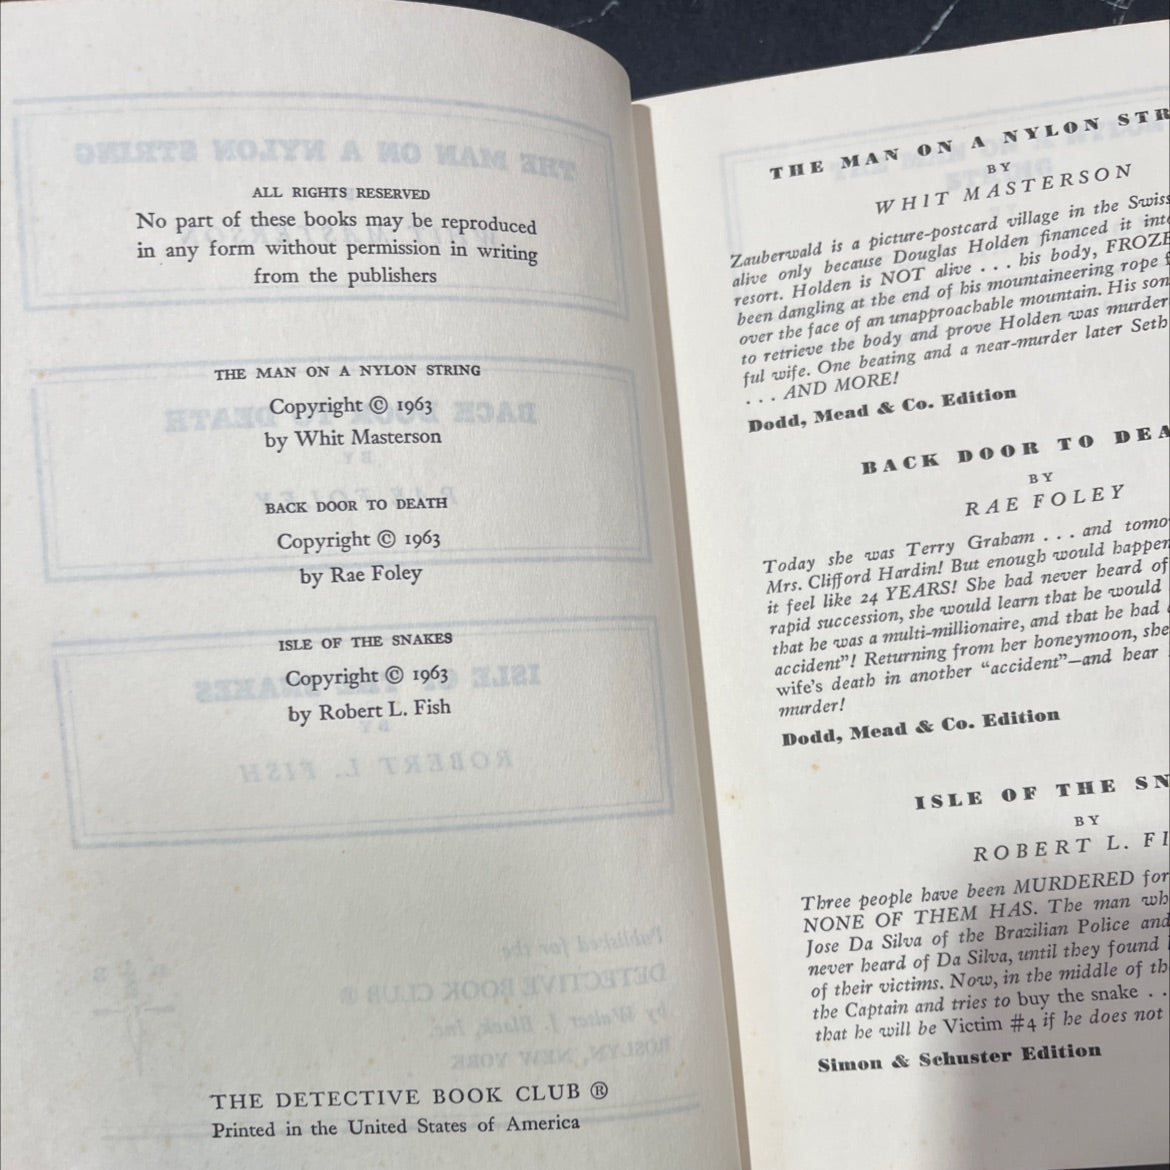 ALL RIGHTS RESERVED
No part of these books may be reproduced
in any form without permission in writing
from the publishers
THE MAN ON A NYLON STRING
Copyright © 1963
by Whit Masterson
BACK DOOR TO DEATH
Copyright © 1963
by Rae Foley
ISLE OF THE SNAKES
Copyright © 1963
by Robert L. Fish
THE DETECTIVE BOOK CLUB ®
Printed in the United States of America
THE MAN ON A NYLON STR
BY
WHIT MASTERSON
Zauberwald is a picture-postcard village in the Swiss
alive only because Douglas Holden financed it into
resort. Holden is NOT alive . . . his body, FROZE
been dangling at the end of his mountaineering rope f
over the face of an unapproachable mountain. His son
to retrieve the body and prove Holden was murder
ful wife. One beating and a near-murder later Seth
. . . AND MORE!
Dodd, Mead & Co. Edition
BACK DOOR TO DEA
BY
RAE FOLEY
Today she was Terry Graham . . . and tomo
Mrs. Clifford Hardin! But enough would happen
it feel like 24 YEARS! She had never heard of
rapid succession, she would learn that he would
that he was a multi-millionaire, and that he had
accident"! Returning from her honeymoon, she
wife's death in another "accident"—and hear
murder!
Dodd, Mead & Co. Edition
ISLE OF THE SN
BY
ROBERT L. FI
Three people have been MURDERED for
NONE OF THEM HAS. The man wh
Jose Da Silva of the Brazilian Police and
never heard of Da Silva, until they found
of their victims. Now, in the middle of th
the Captain and tries to buy the snake . .
that he will be Victim #4 if he does not
Simon & Schuster Edition